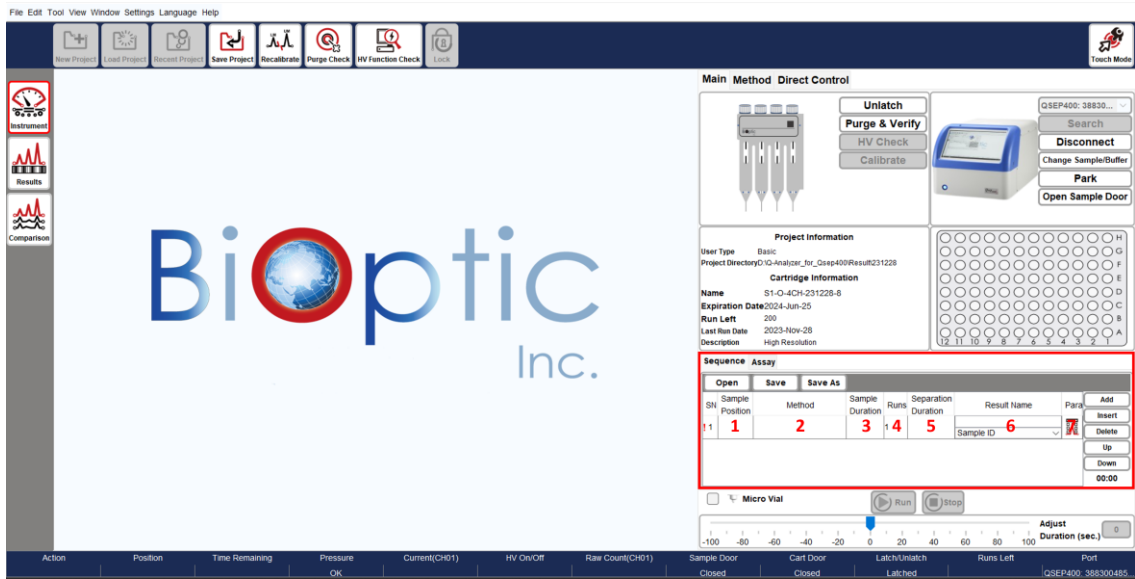 File Edit Tool View Window Settings Language Help
New Project Load Project Recent Project Save Project Recalibrate Purge Check HV Function Check Lock Touch Mode
Instrument
Results
Comparison
BiOptic
Inc.
Main Method Direct Control
Unlatch
Purge & Verify
HV Check
Calibrate
QSEP400: 38830...
Search
Disconnect
Change Sample/Buffer
Park
Open Sample Door
Project Information
User Type Basic
Project Directory D:\Q-Analyzer_for_Qsep400\Result\231228
Cartridge Information
Name S1-O-4CH-231228-8
Expiration Date 2024-Jun-25
Run Left 200
Last Run Date 2023-Nov-28
Description High Resolution
H
G
F
E
D
C
B
A
12 11 10 9 8 7 6 5 4 3 2 1
Sequence Assay
Open Save Save As
SN Sample Position Method Sample Duration Runs Separation Duration Result Name Para
! 1 1 2 3 1 4 5 6 7
Sample ID
Add
Insert
Delete
Up
Down
00:00
Micro Vial Run Stop
-100 -80 -60 -40 -20 0 20 40 60 80 100
Adjust
Duration (sec.) 0
Action Position Time Remaining Pressure Current(CH01) HV On/Off Raw Count(CH01) Sample Door Cart Door Latch/Unlatch Runs Left Port
OK Closed Closed Latched QSEP400: 388300485